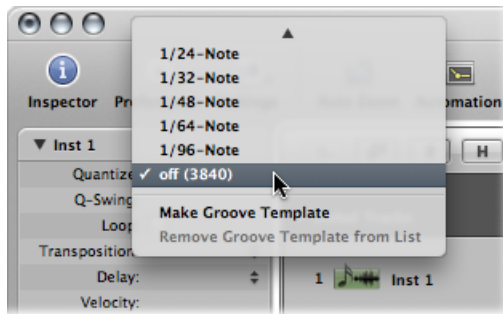 1/24-Note
1/32-Note
1/48-Note
1/64-Note
1/96-Note
✓ off (3840)
Make Groove Template
Remove Groove Template from List
Inspector
Inst 1
Quantize
Q-Swing
Loop
Transposition
Delay:
Velocity:
H
1 Inst 1